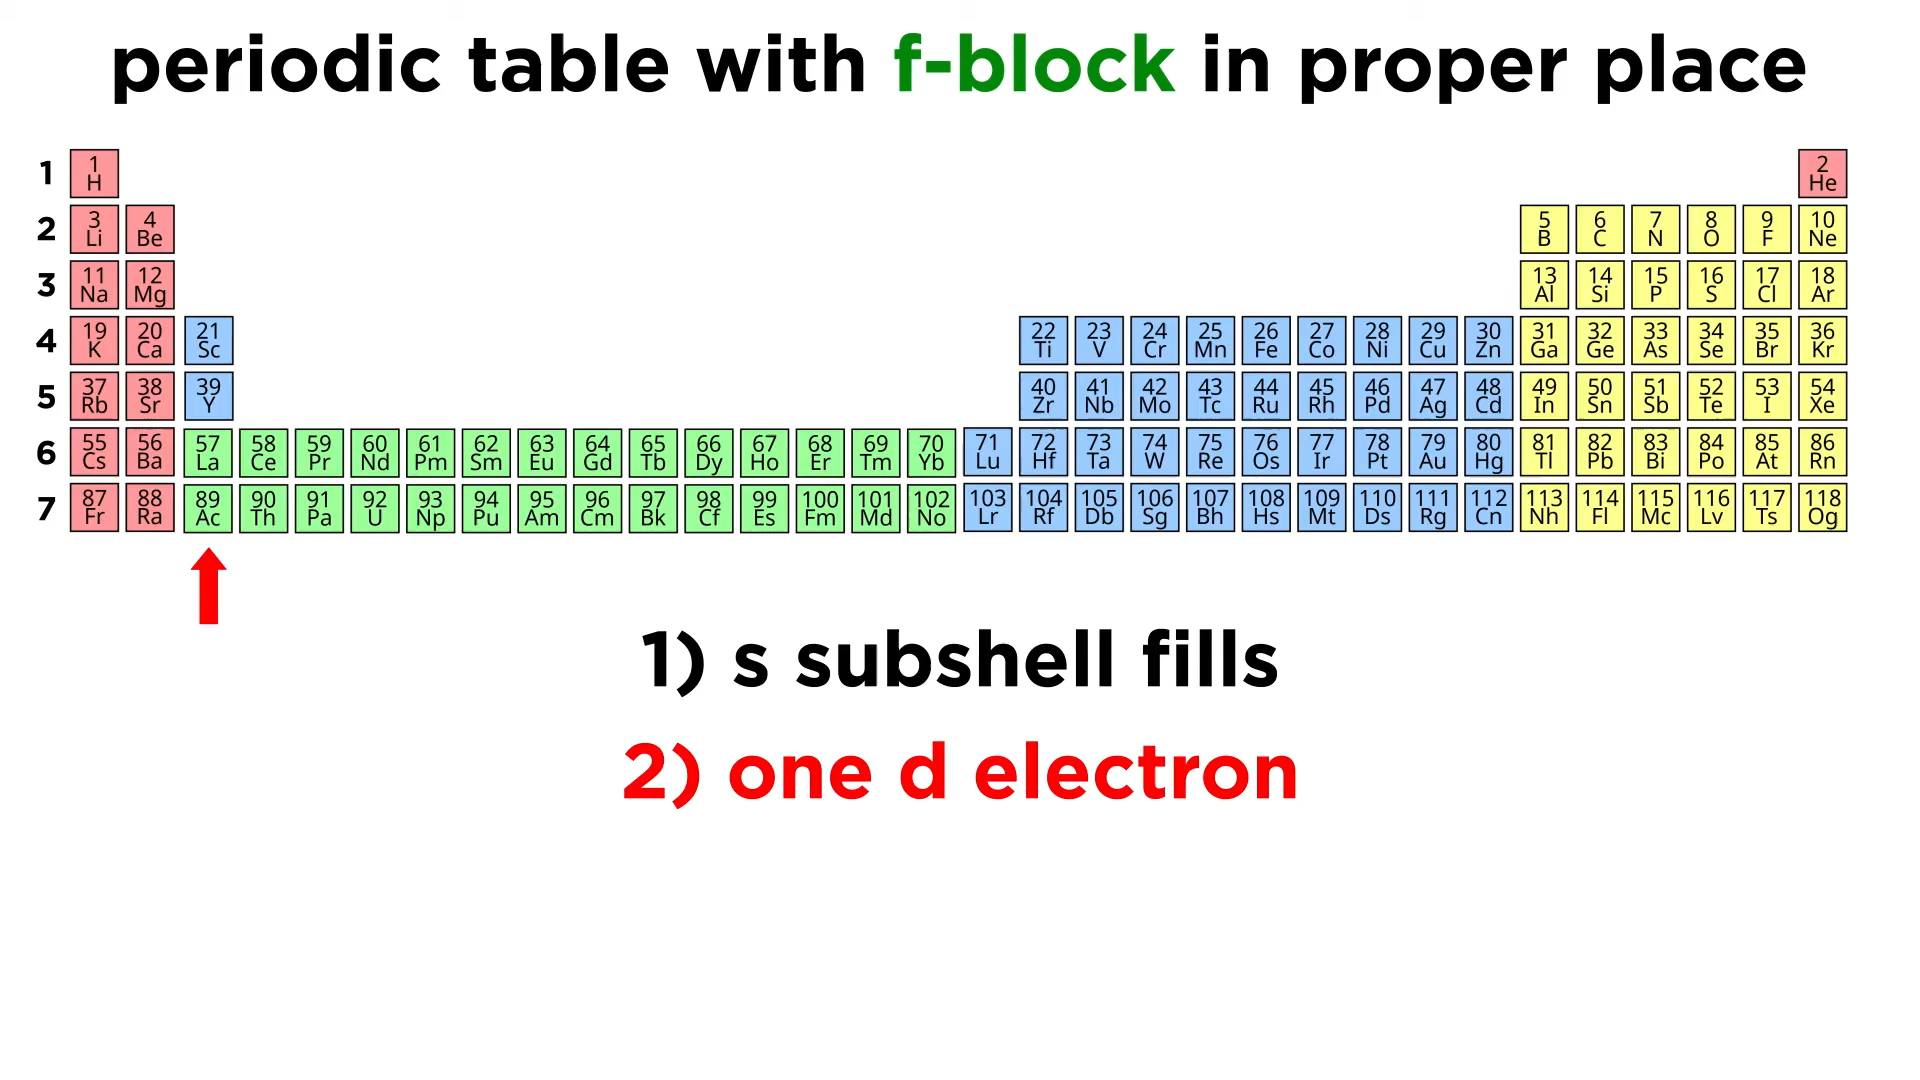 periodic table with f-block in proper place
1 1 H 2 He
2 3 Li 4 Be 5 B 6 C 7 N 8 O 9 F 10 Ne
3 11 Na 12 Mg 13 Al 14 Si 15 P 16 S 17 Cl 18 Ar
4 19 K 20 Ca 21 Sc 22 Ti 23 V 24 Cr 25 Mn 26 Fe 27 Co 28 Ni 29 Cu 30 Zn 31 Ga 32 Ge 33 As 34 Se 35 Br 36 Kr
5 37 Rb 38 Sr 39 Y 40 Zr 41 Nb 42 Mo 43 Tc 44 Ru 45 Rh 46 Pd 47 Ag 48 Cd 49 In 50 Sn 51 Sb 52 Te 53 I 54 Xe
6 55 Cs 56 Ba 57 La 58 Ce 59 Pr 60 Nd 61 Pm 62 Sm 63 Eu 64 Gd 65 Tb 66 Dy 67 Ho 68 Er 69 Tm 70 Yb 71 Lu 72 Hf 73 Ta 74 W 75 Re 76 Os 77 Ir 78 Pt 79 Au 80 Hg 81 Tl 82 Pb 83 Bi 84 Po 85 At 86 Rn
7 87 Fr 88 Ra 89 Ac 90 Th 91 Pa 92 U 93 Np 94 Pu 95 Am 96 Cm 97 Bk 98 Cf 99 Es 100 Fm 101 Md 102 No 103 Lr 104 Rf 105 Db 106 Sg 107 Bh 108 Hs 109 Mt 110 Ds 111 Rg 112 Cn 113 Nh 114 Fl 115 Mc 116 Lv 117 Ts 118 Og
1) s subshell fills
2) one d electron